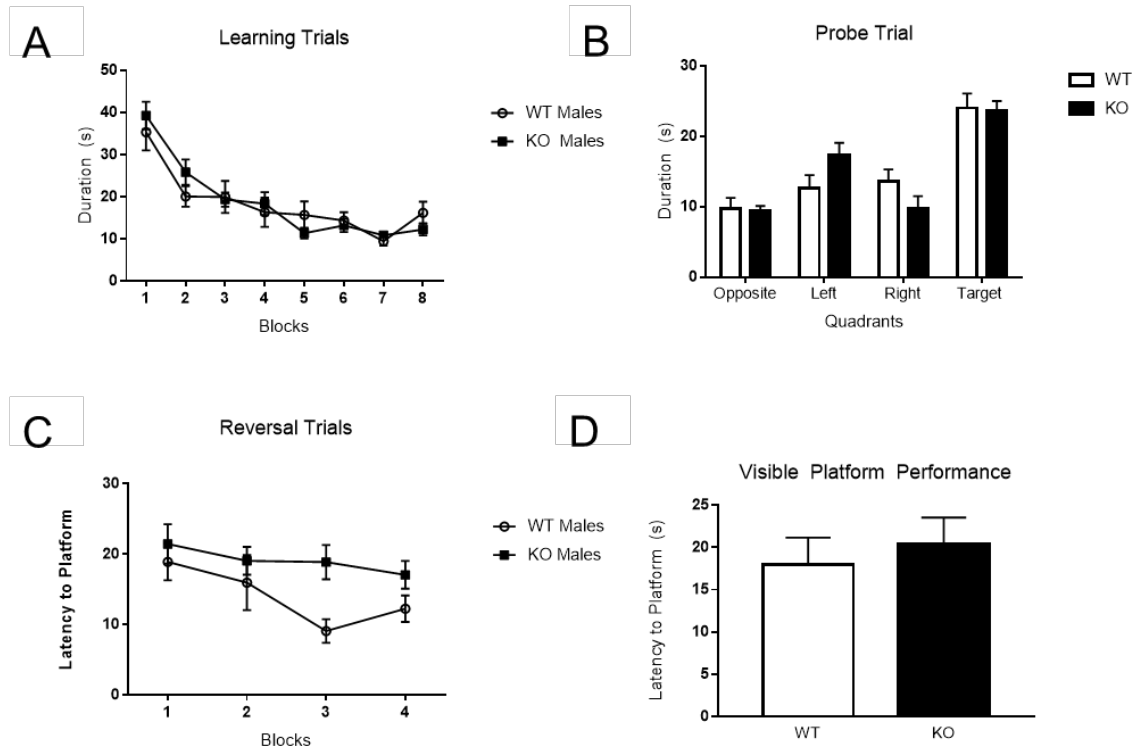 A
Learning Trials
50
40
30
20
10
0
Duration (s)
1 2 3 4 5 6 7 8
Blocks
WT Males
KO Males
B
Probe Trial
30
20
10
0
Duration (s)
Opposite Left Right Target
Quadrants
WT
KO
C
Reversal Trials
30
20
10
0
Latency to Platform
1 2 3 4
Blocks
WT Males
KO Males
D
Visible Platform Performance
25
20
15
10
5
0
Latency to Platform (s)
WT KO